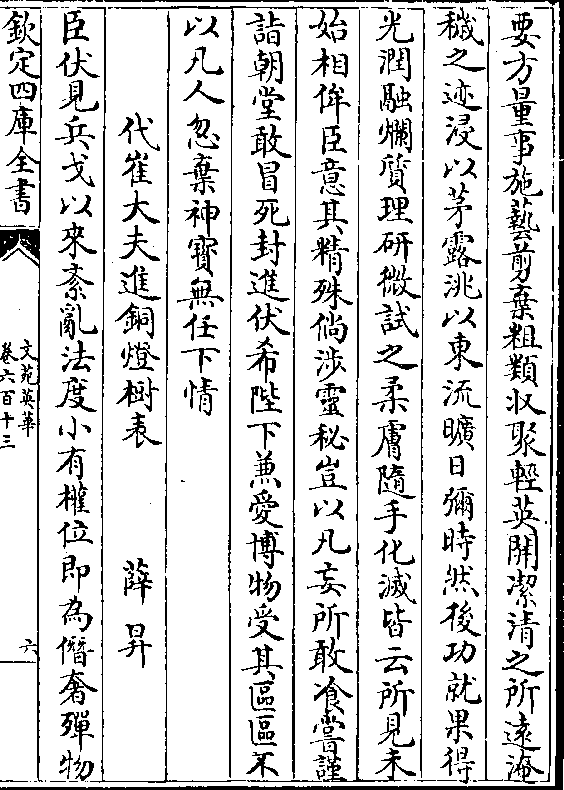 要方量事施藝剪棄粗類收聚輕英開潔清之所遠淹
穢之迹浸以茅露洮以東流曠日彌時然後功就果得
光潤融爛質理研微試之柔膚隨手化滅皆云所見未
始相侔臣意其精殊倘涉靈秘豈以凡妄所敢飡嘗謹
詣朝堂敢冒死封進伏希陛下兼愛博物受其區區不
以凡人忽棄神寳無任下情
代崔大夫進銅燈樹表 薛昇
臣伏見兵戈以來紊亂法度小有權位即為僭奢殫物
欽定四庫全書
文苑英華
卷六百十三
六